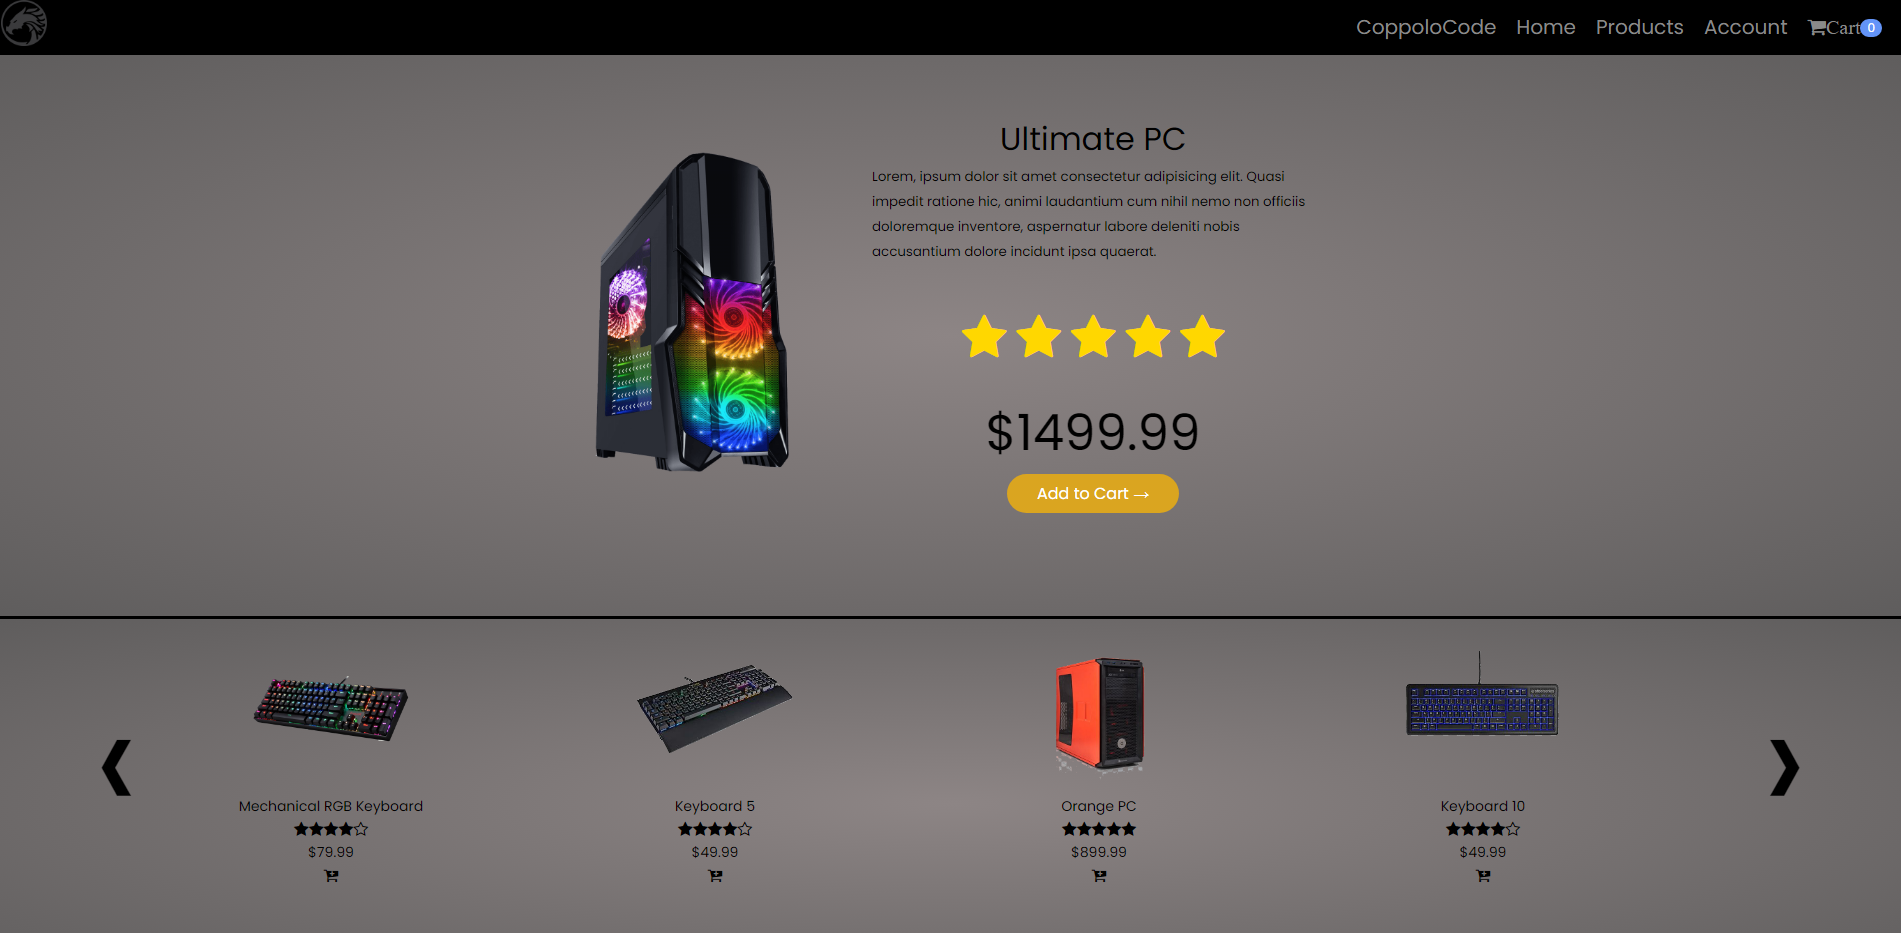 CoppoloCode Home Products Account Cart 0
Ultimate PC
Lorem, ipsum dolor sit amet consectetur adipisicing elit. Quasi
impedit ratione hic, animi laudantium cum nihil nemo non officiis
doloremque inventore, aspernatur labore deleniti nobis
accusantium dolore incidunt ipsa quaerat.
$1499.99
Add to Cart →
Mechanical RGB Keyboard
$79.99
Keyboard 5
$49.99
Orange PC
$899.99
Keyboard 10
$49.99